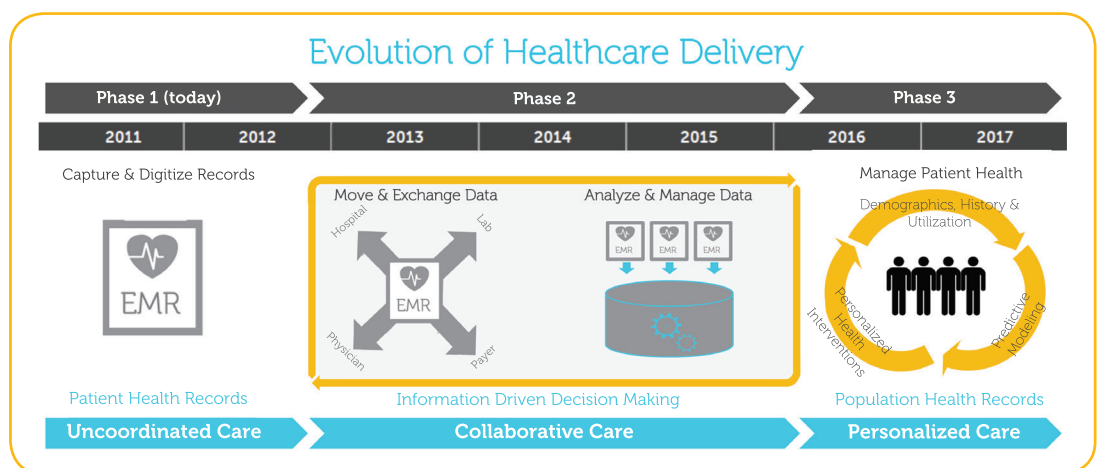 Evolution of Healthcare Delivery
Phase 1 (today)
Phase 2
Phase 3
2011
2012
2013
2014
2015
2016
2017
Capture & Digitize Records
EMR
Move & Exchange Data
Hospital
Lab
EMR
Physician
Payer
Analyze & Manage Data
EMR
EMR
EMR
Manage Patient Health
Demographics, History &
Utilization
Predictive
Modeling
Personalized
Health
Interventions
Patient Health Records
Information Driven Decision Making
Population Health Records
Uncoordinated Care
Collaborative Care
Personalized Care